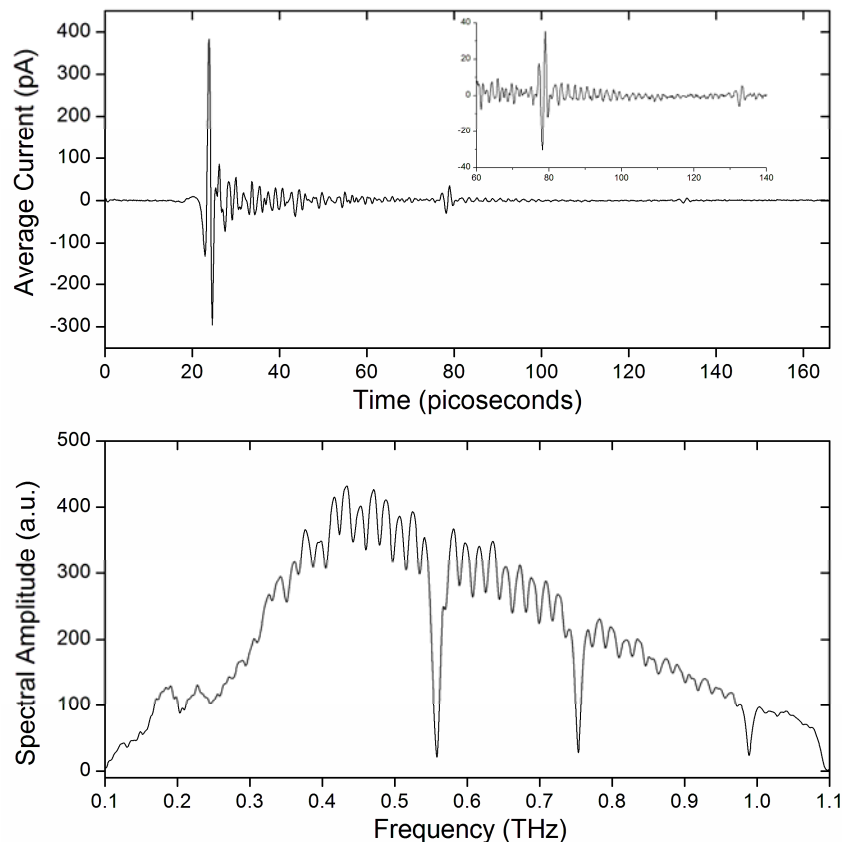 Average Current (pA)
400
300
200
100
0
-100
-200
-300
0 20 40 60 80 100 120 140 160
Time (picoseconds)
40
20
0
-20
-40
60 80 100 120 140
Spectral Amplitude (a.u.)
500
400
300
200
100
0
0.1 0.2 0.3 0.4 0.5 0.6 0.7 0.8 0.9 1.0 1.1
Frequency (THz)